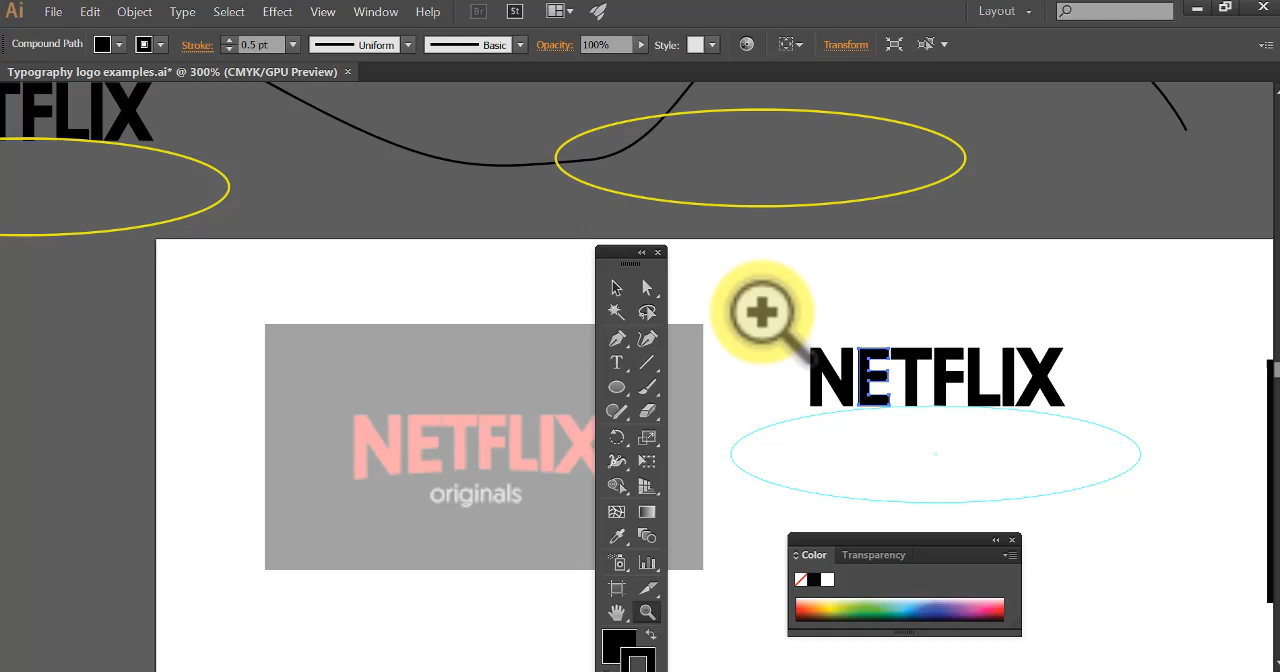 Ai File Edit Object Type Select Effect View Window Help Br St Layout
Compound Path Stroke: 0.5 pt Uniform Basic Opacity: 100% Style: Transform
Typography logo examples.ai* @ 300% (CMYK/GPU Preview) ×
TFLIX
NETFLIX
NETFLIX
originals
T
Color Transparency